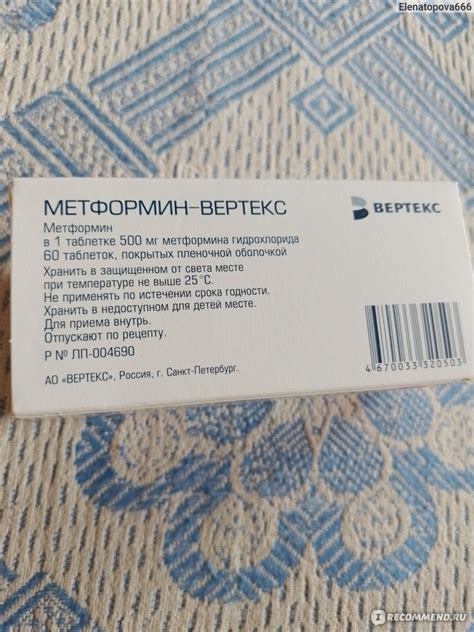 Elenatopova666
МЕТФОРМИН-ВЕРТЕКС
ВЕРТЕКС
Метформин
в 1 таблетке 500 мг метформина гидрохлорида
60 таблеток, покрытых пленочной оболочкой
Хранить в защищенном от света месте
при температуре не выше 25°С.
Не применять по истечении срока годности.
Хранить в недоступном для детей месте.
Для приема внутрь.
Отпускают по рецепту.
Р № ЛП-004690
АО «ВЕРТЕКС», Россия, г. Санкт-Петербург.
4 670033 320503
IRECOMMEND.RU